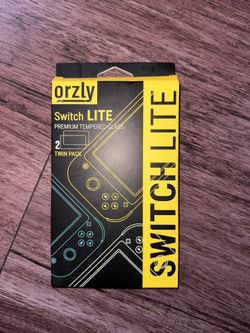 orzly
Switch LITE
PREMIUM TEMPERED GLASS
2
TWIN PACK
SWITCH LITE